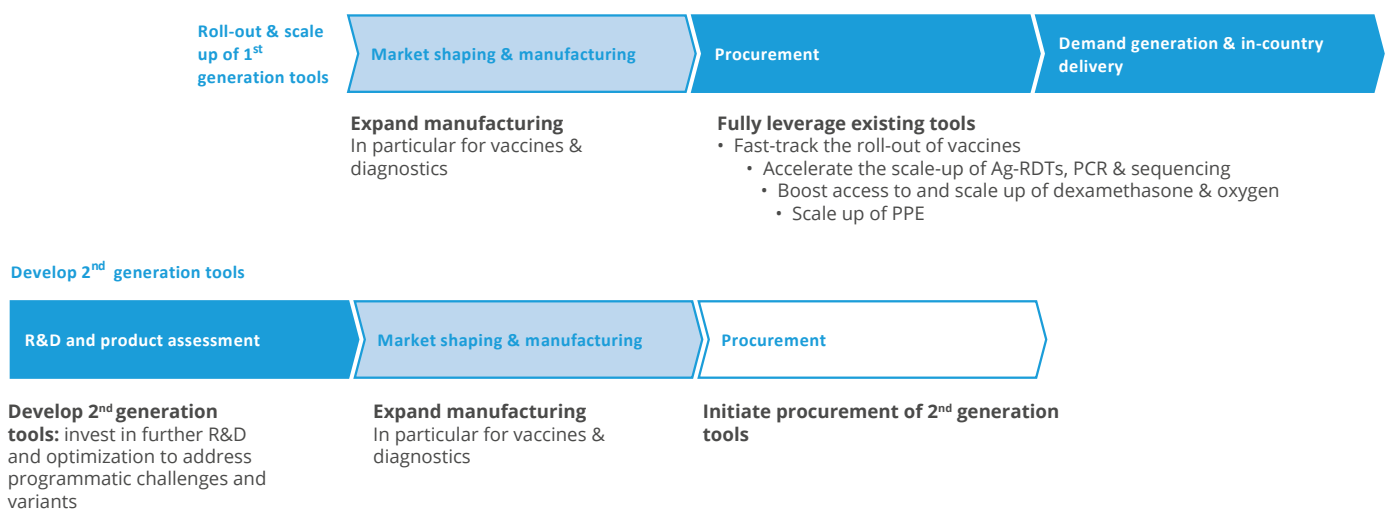 Roll-out & scale
up of 1st
generation tools
Market shaping & manufacturing
Procurement
Demand generation & in-country
delivery
Expand manufacturing
In particular for vaccines &
diagnostics
Fully leverage existing tools
• Fast-track the roll-out of vaccines
• Accelerate the scale-up of Ag-RDTs, PCR & sequencing
• Boost access to and scale up of dexamethasone & oxygen
• Scale up of PPE
Develop 2nd generation tools
R&D and product assessment
Market shaping & manufacturing
Procurement
Develop 2nd generation
tools: invest in further R&D
and optimization to address
programmatic challenges and
variants
Expand manufacturing
In particular for vaccines &
diagnostics
Initiate procurement of 2nd generation
tools